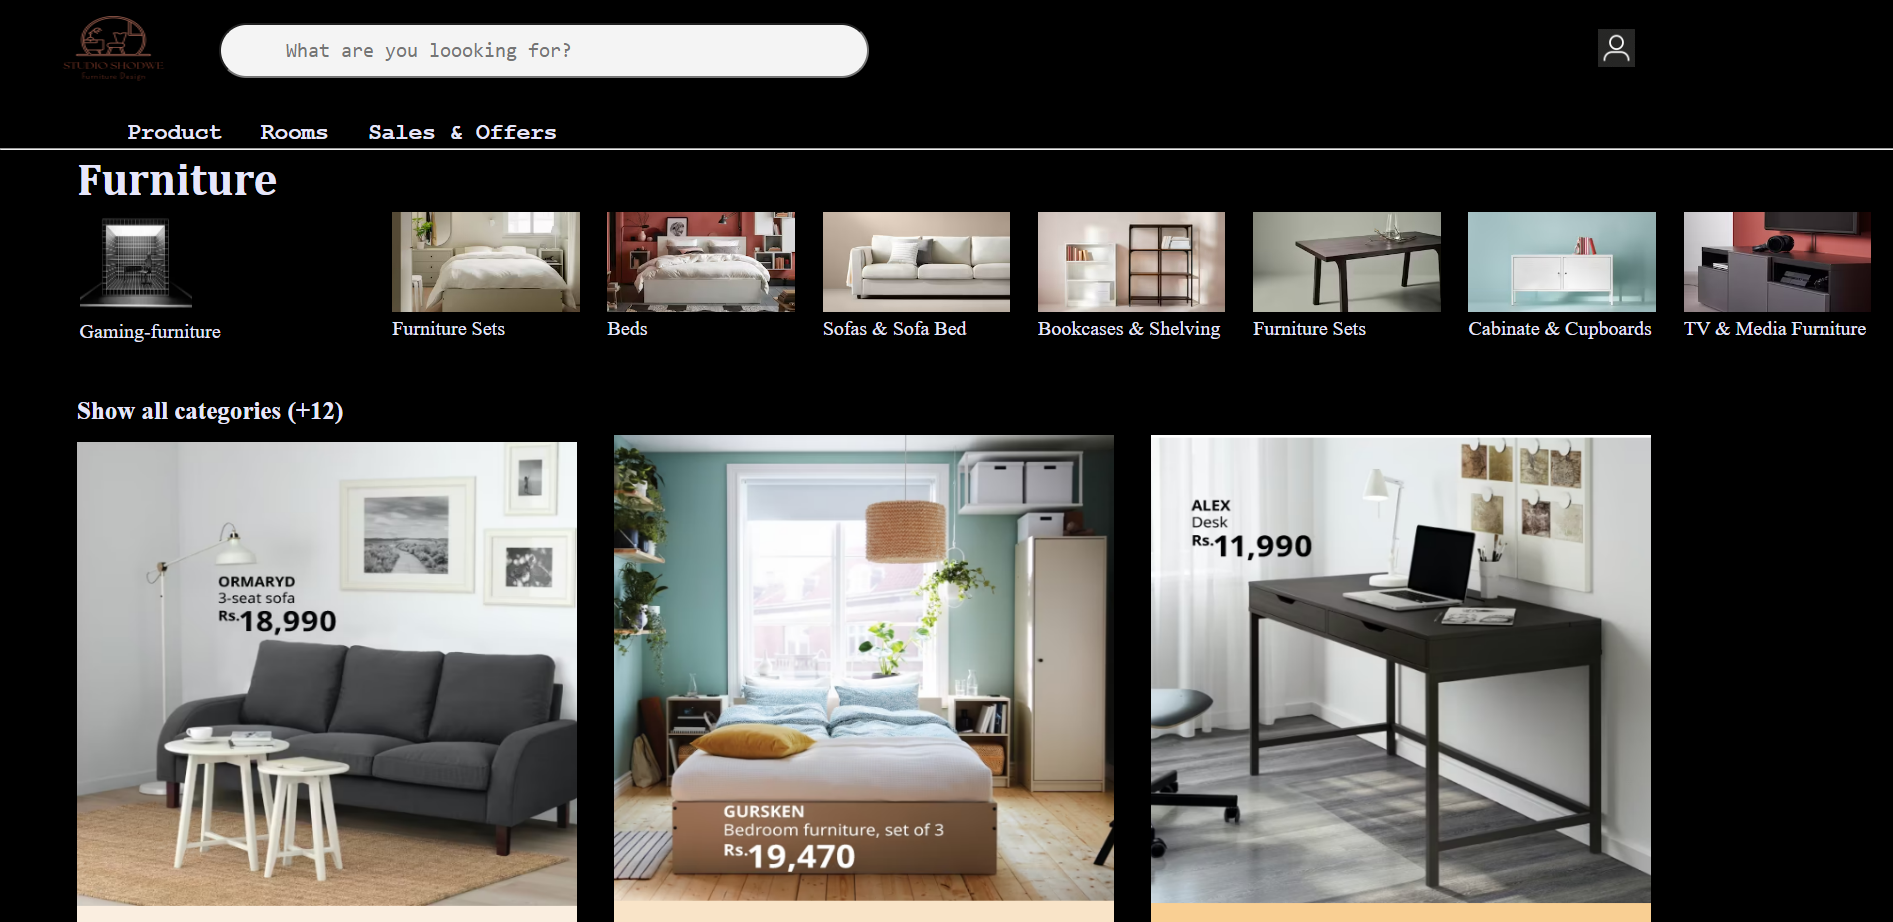 STUDIO SHODWE
Furniture Design
What are you loooking for?
Product Rooms Sales & Offers
Furniture
Gaming-furniture
Furniture Sets
Beds
Sofas & Sofa Bed
Bookcases & Shelving
Furniture Sets
Cabinate & Cupboards
TV & Media Furniture
Show all categories (+12)
ORMARYD
3-seat sofa
Rs.18,990
GURSKEN
Bedroom furniture, set of 3
Rs.19,470
ALEX
Desk
Rs.11,990